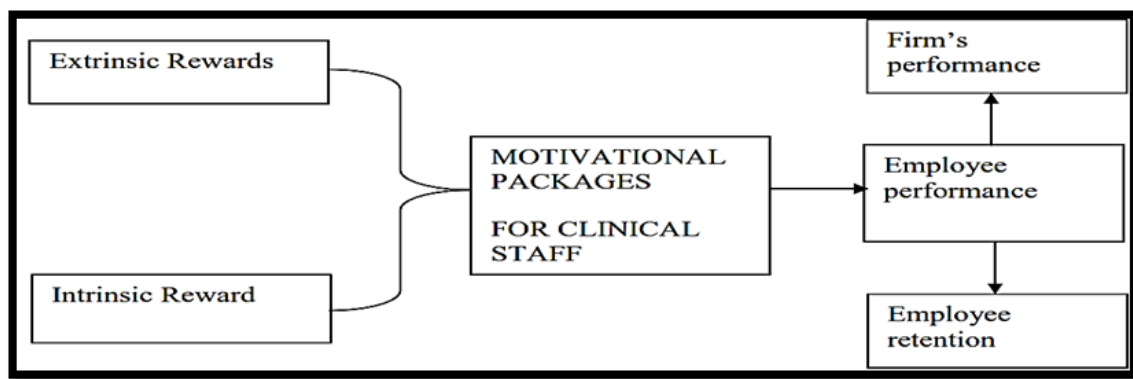 Extrinsic Rewards
Intrinsic Reward
MOTIVATIONAL
PACKAGES
FOR CLINICAL
STAFF
Firm's
performance
Employee
performance
Employee
retention